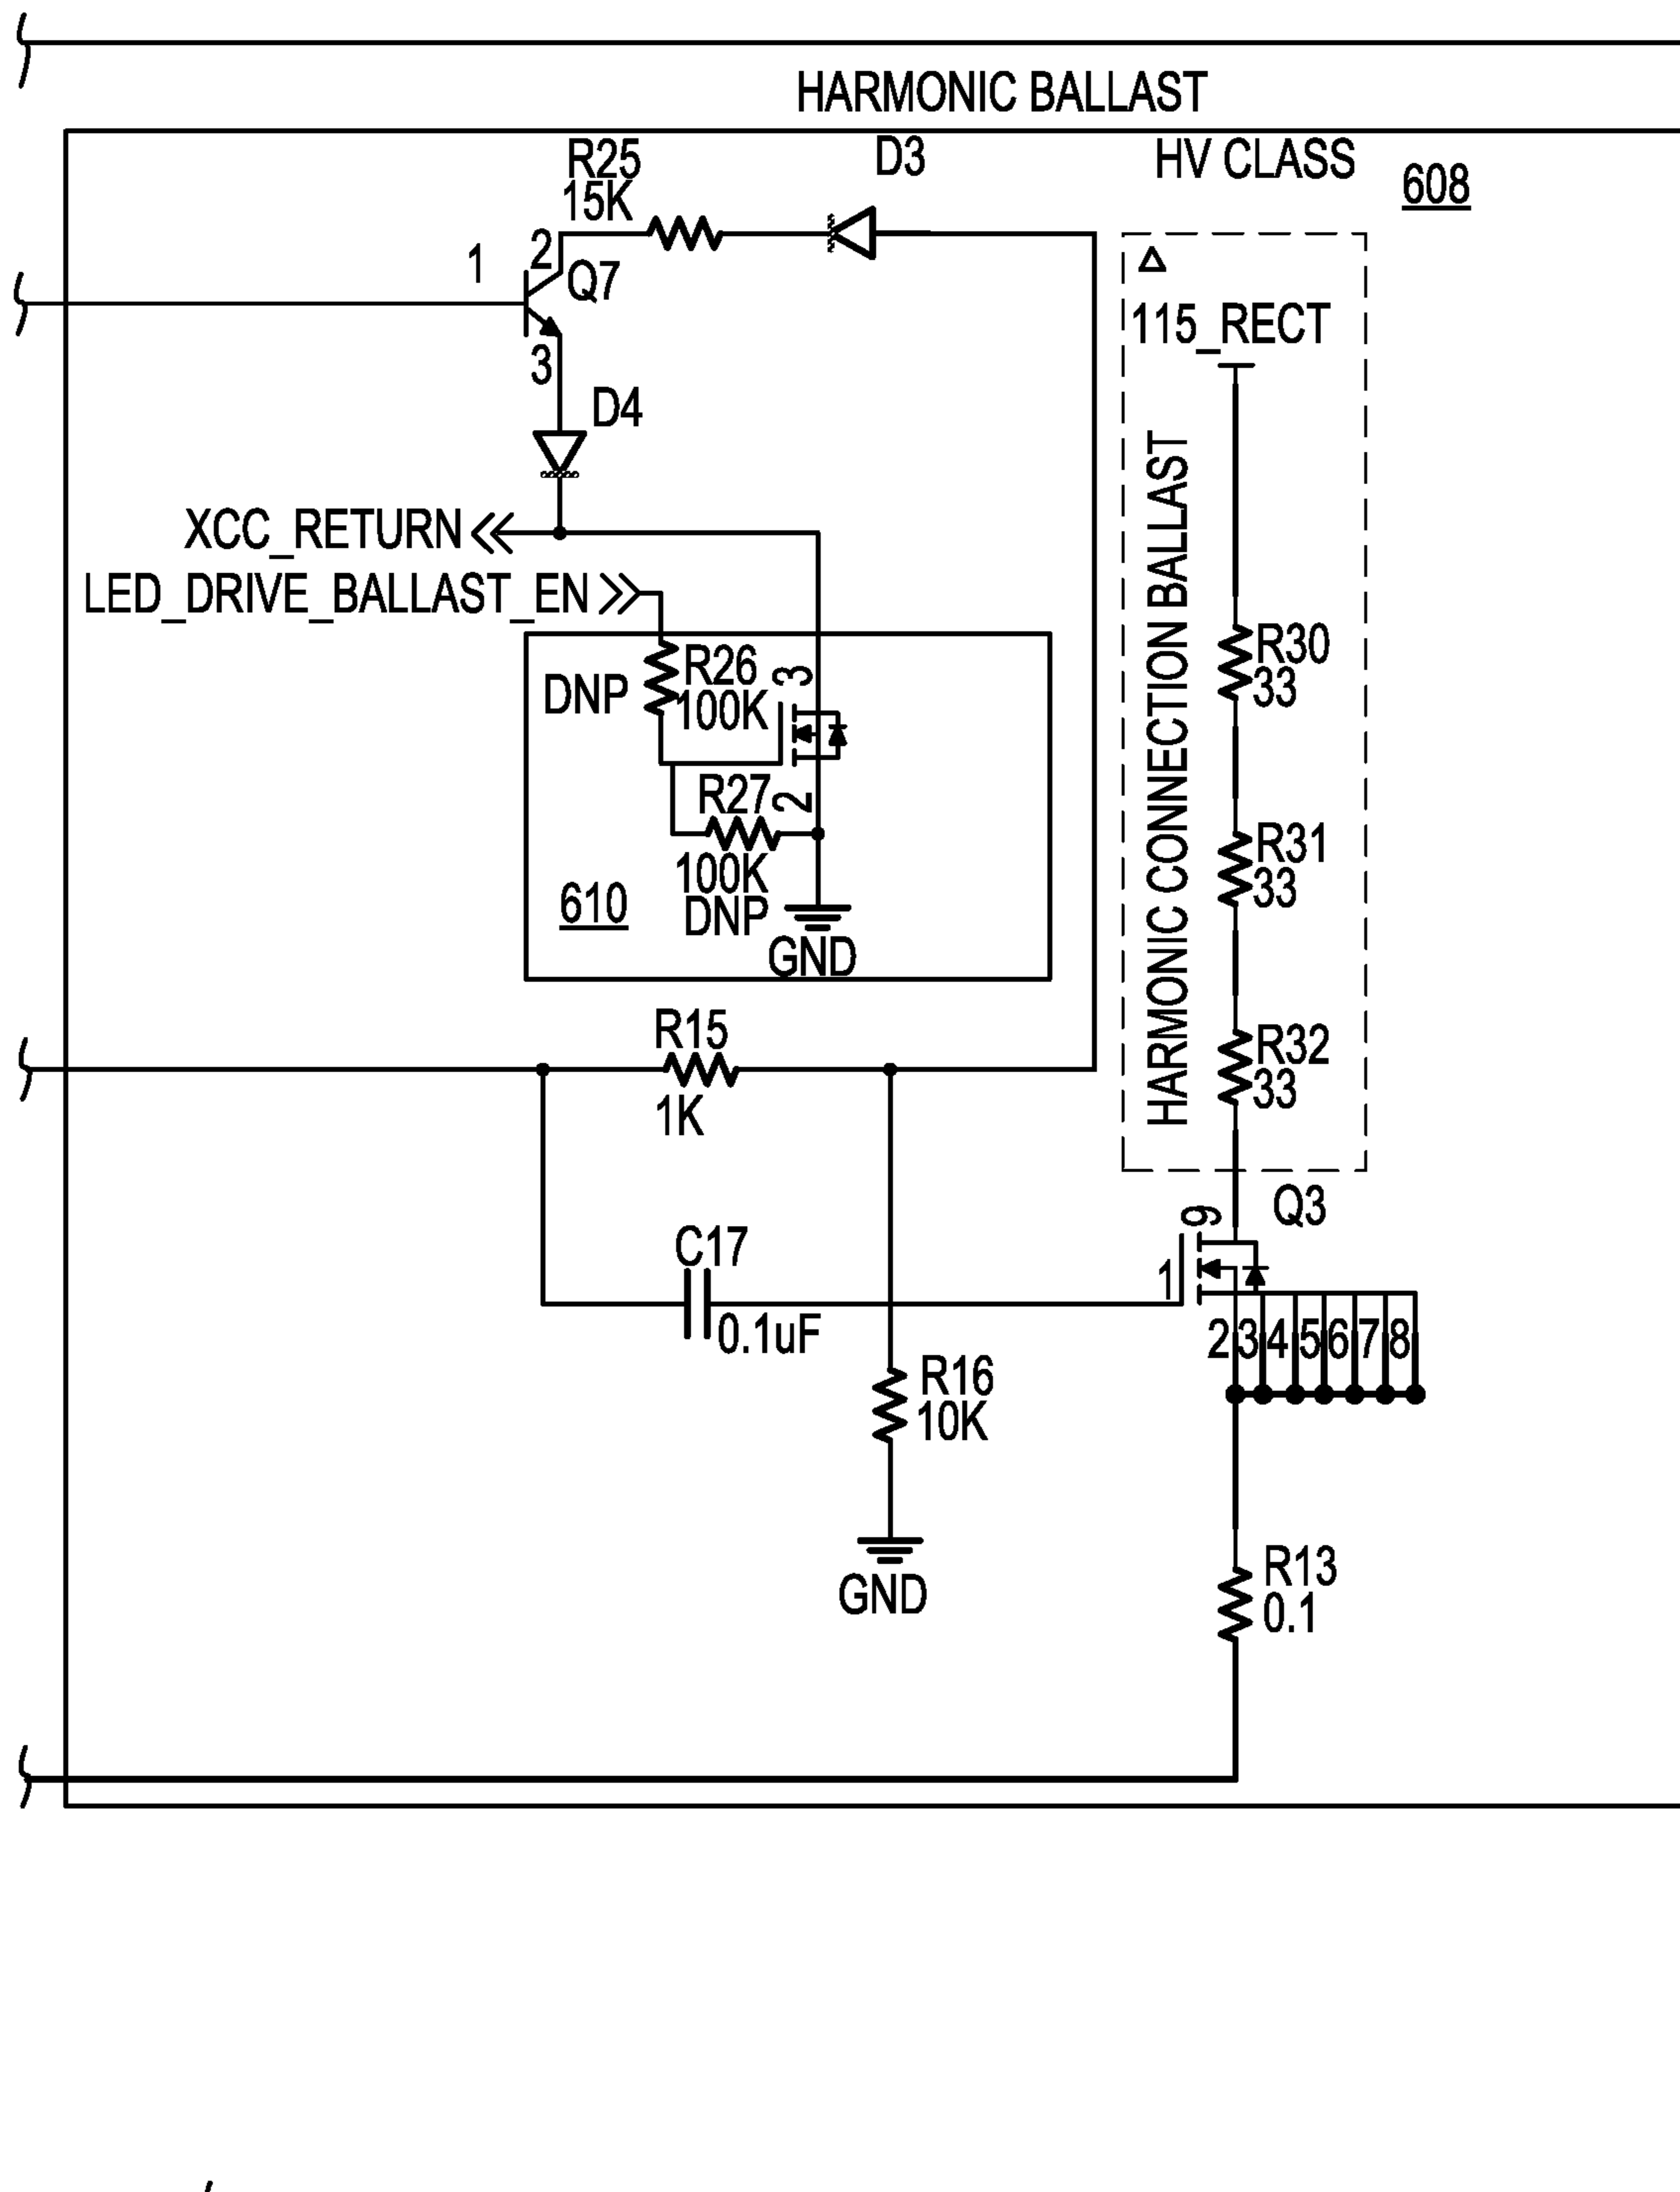 HARMONIC BALLAST
HV CLASS
608
R25
15K
D3
1
2
Q7
3
D4
115_RECT
HARMONIC CONNECTION BALLAST
XCC_RETURN
LED_DRIVE_BALLAST_EN
DNP
R26
100K
3
R27
2
100K
DNP
610
GND
R30
33
R31
33
R32
33
R15
1K
C17
0.1uF
R16
10K
GND
9
Q3
1
2 3 4 5 6 7 8
R13
0.1